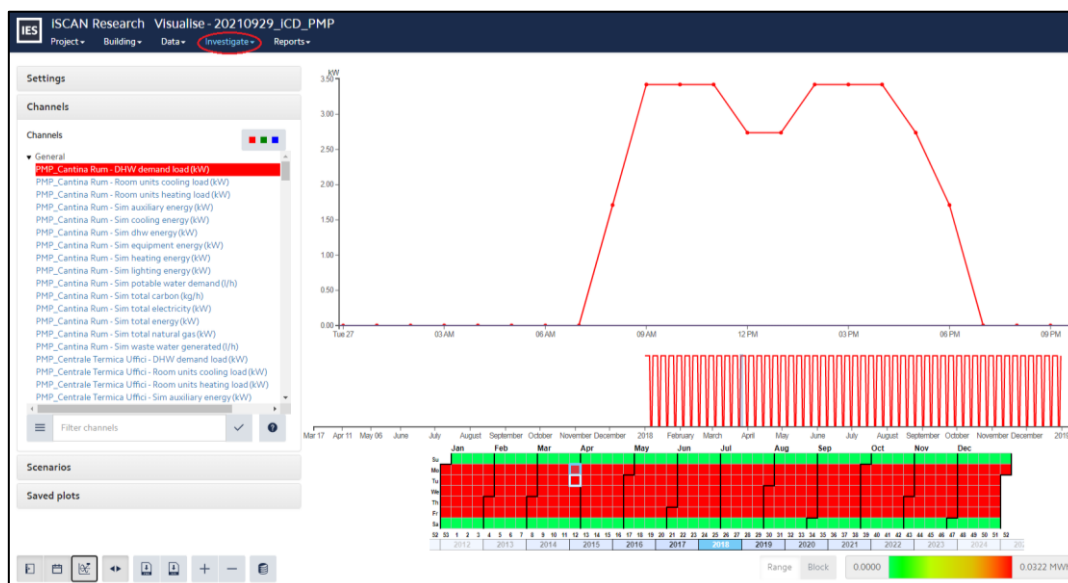 IES ISCAN Research Visualise - 20210929_iCD_PMP
Project Building Data Investigate Reports
Settings
Channels
Channels
General
PMP_Cantina Rum - DHW demand load (kW)
PMP_Cantina Rum - Room units cooling load (kW)
PMP_Cantina Rum - Room units heating load (kW)
PMP_Cantina Rum - Sim auxiliary energy (kW)
PMP_Cantina Rum - Sim cooling energy (kW)
PMP_Cantina Rum - Sim dhw energy (kW)
PMP_Cantina Rum - Sim equipment energy (kW)
PMP_Cantina Rum - Sim heating energy (kW)
PMP_Cantina Rum - Sim lighting energy (kW)
PMP_Cantina Rum - Sim potable water demand (l/h)
PMP_Cantina Rum - Sim total carbon (kg/h)
PMP_Cantina Rum - Sim total electricity (kW)
PMP_Cantina Rum - Sim total energy (kW)
PMP_Cantina Rum - Sim total natural gas (kW)
PMP_Cantina Rum - Sim waste water generated (l/h)
PMP_Centrale Termica Uffici - DHW demand load (kW)
PMP_Centrale Termica Uffici - Room units cooling load (kW)
PMP_Centrale Termica Uffici - Room units heating load (kW)
PMP_Centrale Termica Uffici - Sim auxiliary energy (kW)
Filter channels
Scenarios
Saved plots
kW
3.50
3.00
2.50
2.00
1.50
1.00
0.50
0.00
Tue 27 03 AM 06 AM 09 AM 12 PM 03 PM 06 PM 09 PM
Mar 17 Apr 11 May 06 June July August September October November December 2018 February March April May June July August September October November December 2019
Jan Feb Mar Apr May Jun Jul Aug Sep Oct Nov Dec
Su
Mo
Tu
We
Th
Fr
Sa
52 53 1 2 3 4 5 6 7 8 9 10 11 12 13 14 15 16 17 18 19 20 21 22 23 24 25 26 27 28 29 30 31 32 33 34 35 36 37 38 39 40 41 42 43 44 45 46 47 48 49 50 51 52
2012 2013 2014 2015 2016 2017 2018 2019 2020 2021 2022 2023 2024
Range Block 0.0000 0.0322 MWh